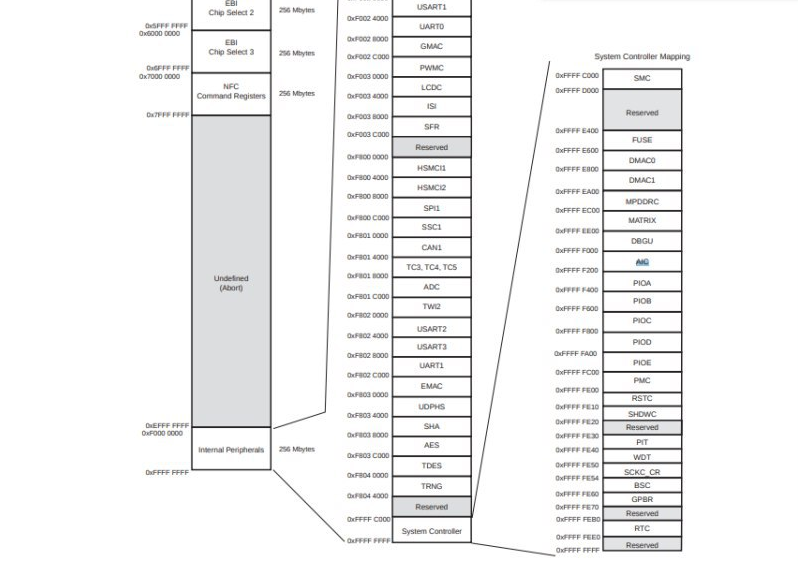 EBI
Chip Select 2
256 Mbytes
0x5FFF FFFF
0x6000 0000
EBI
Chip Select 3
256 Mbytes
0x6FFF FFFF
0x7000 0000
NFC
Command Registers
256 Mbytes
0x7FFF FFFF
Undefined
(Abort)
0xEFFF FFFF
0xF000 0000
Internal Peripherals
256 Mbytes
0xFFFF FFFF
USART1
0xF002 4000
UART0
0xF002 8000
GMAC
0xF002 C000
PWMC
0xF003 0000
LCDC
0xF003 4000
ISI
0xF003 8000
SFR
0xF003 C000
Reserved
0xF800 0000
HSMCI1
0xF800 4000
HSMCI2
0xF800 8000
SPI1
0xF800 C000
SSC1
0xF801 0000
CAN1
0xF801 4000
TC3, TC4, TC5
0xF801 8000
ADC
0xF801 C000
TWI2
0xF802 0000
USART2
0xF802 4000
USART3
0xF802 8000
UART1
0xF802 C000
EMAC
0xF803 0000
UDPHS
0xF803 4000
SHA
0xF803 8000
AES
0xF803 C000
TDES
0xF804 0000
TRNG
0xF804 4000
Reserved
0xFFFF C000
System Controller
0xFFFF FFFF
System Controller Mapping
0xFFFF C000
SMC
0xFFFF D000
Reserved
0xFFFF E400
FUSE
0xFFFF E600
DMAC0
0xFFFF E800
DMAC1
0xFFFF EA00
MPDDRC
0xFFFF EC00
MATRIX
0xFFFF EE00
DBGU
0xFFFF F000
AIC
0xFFFF F200
PIOA
0xFFFF F400
PIOB
0xFFFF F600
PIOC
0xFFFF F800
PIOD
0xFFFF FA00
PIOE
0xFFFF FC00
PMC
0xFFFF FE00
RSTC
0xFFFF FE10
SHDWC
0xFFFF FE20
Reserved
0xFFFF FE30
PIT
0xFFFF FE40
WDT
0xFFFF FE50
SCKC_CR
0xFFFF FE54
BSC
0xFFFF FE60
GPBR
0xFFFF FE70
Reserved
0xFFFF FEB0
RTC
0xFFFF FEE0
Reserved
0xFFFF FFFF